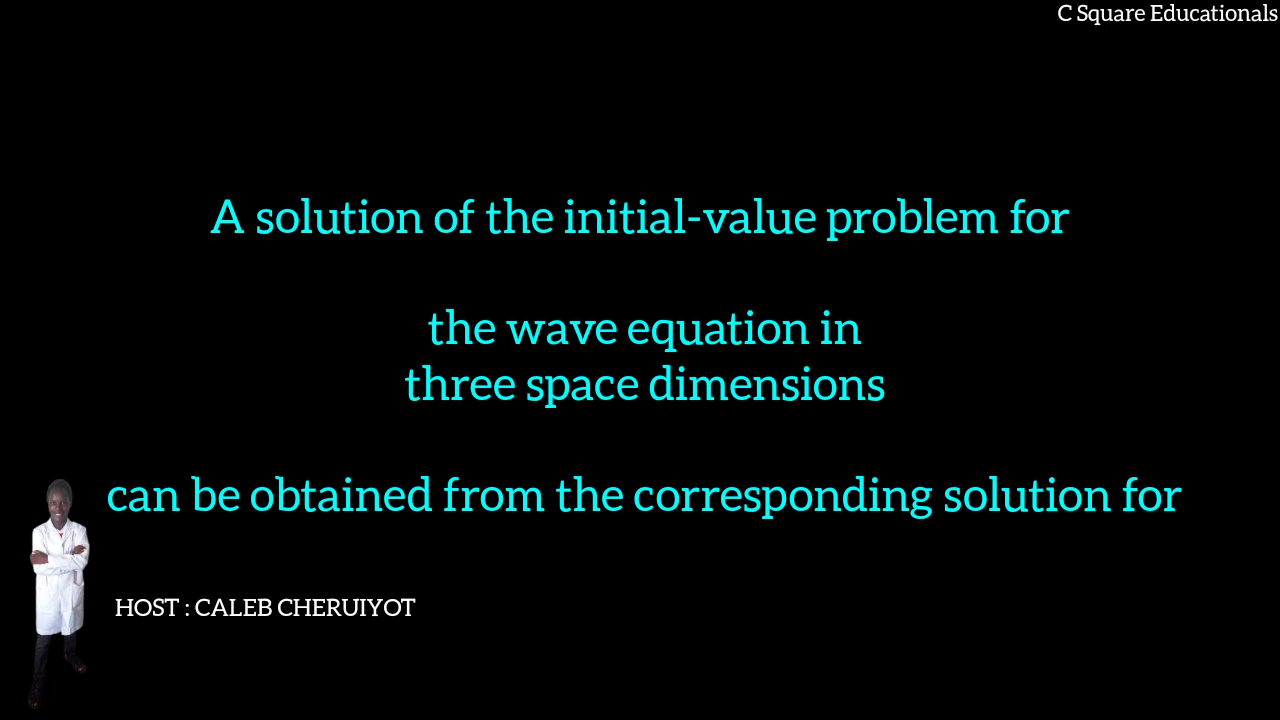 C Square Educationals
A solution of the initial-value problem for
the wave equation in
three space dimensions
can be obtained from the corresponding solution for
HOST : CALEB CHERUIYOT